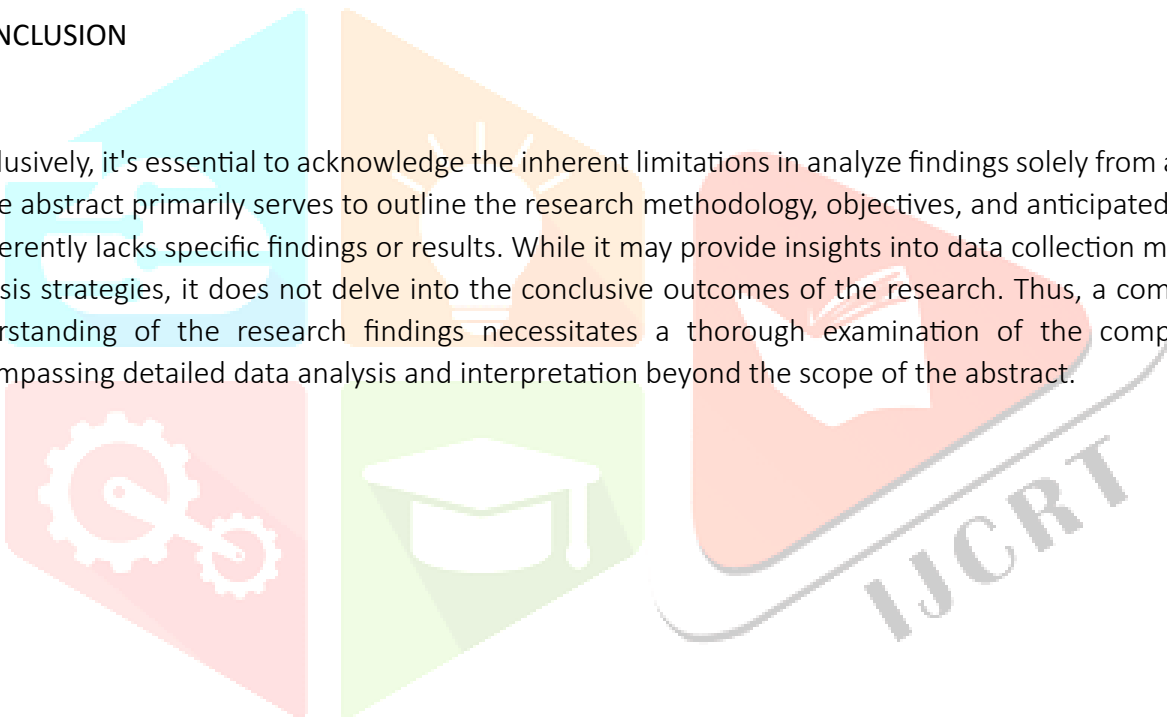 NCLUSION
lusively, it's essential to acknowledge the inherent limitations in analyze findings solely from a
e abstract primarily serves to outline the research methodology, objectives, and anticipated
erently lacks specific findings or results. While it may provide insights into data collection m
sis strategies, it does not delve into the conclusive outcomes of the research. Thus, a com
rstanding of the research findings necessitates a thorough examination of the comp
mpassing detailed data analysis and interpretation beyond the scope of the abstract.
IJCRT